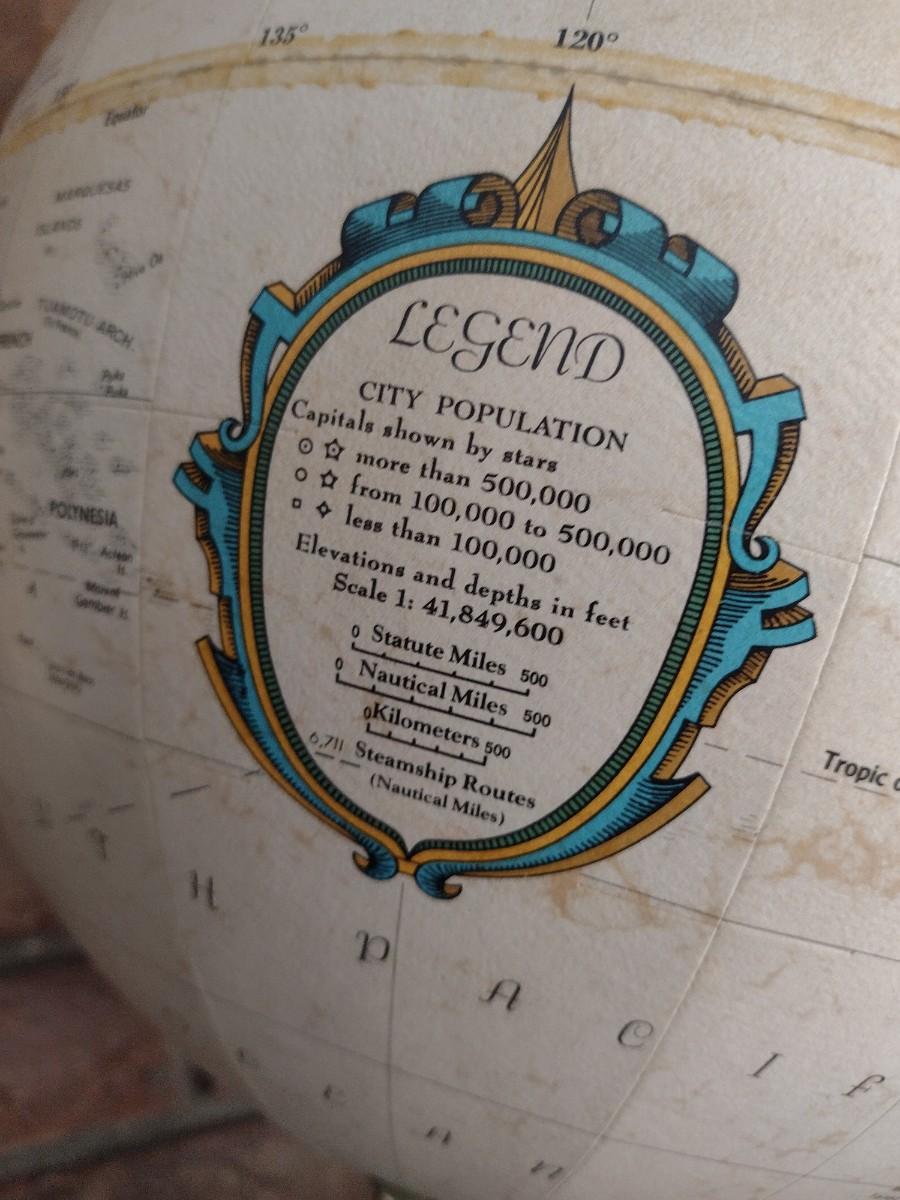 135°
120°
Equator
MARQUESAS
ISLANDS
TUAMOTU ARCH.
POLYNESIA
LEGEND
CITY POPULATION
Capitals shown by stars
more than 500,000
from 100,000 to 500,000
less than 100,000
Elevations and depths in feet
Scale 1: 41,849,600
0 Statute Miles 500
0 Nautical Miles 500
0 Kilometers 500
6,711 Steamship Routes
(Nautical Miles)
Tropic
H
P A C I f